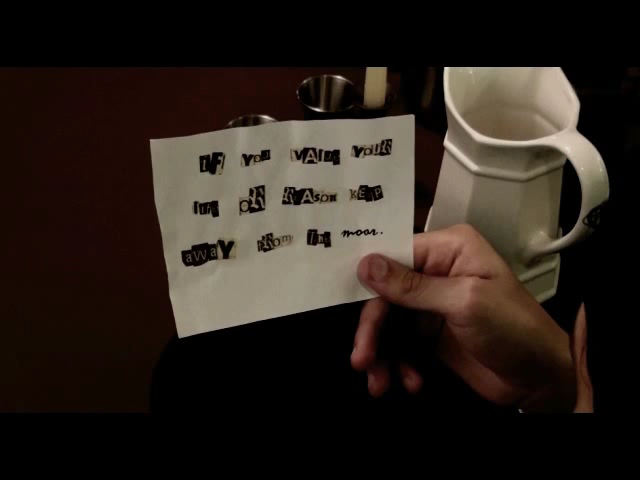 if You VALUE YOUR
life OR REASON KEEP
awaY FROM THE moor.